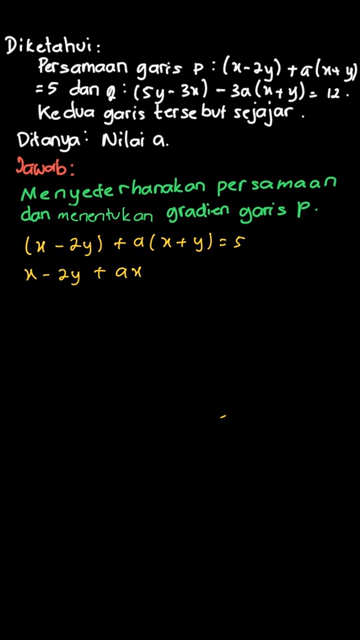 Diketahui:
Persamaan garis p : (x-2y) + a(x+y)
= 5 dan q : (5y - 3x) - 3a(x+y) = 12.
Kedua garis tersebut sejajar.
Ditanya: Nilai a.
Jawab:
Menyederhanakan persamaan
dan menentukan gradien garis p.
(x - 2y) + a(x+y) = 5
x - 2y + ax